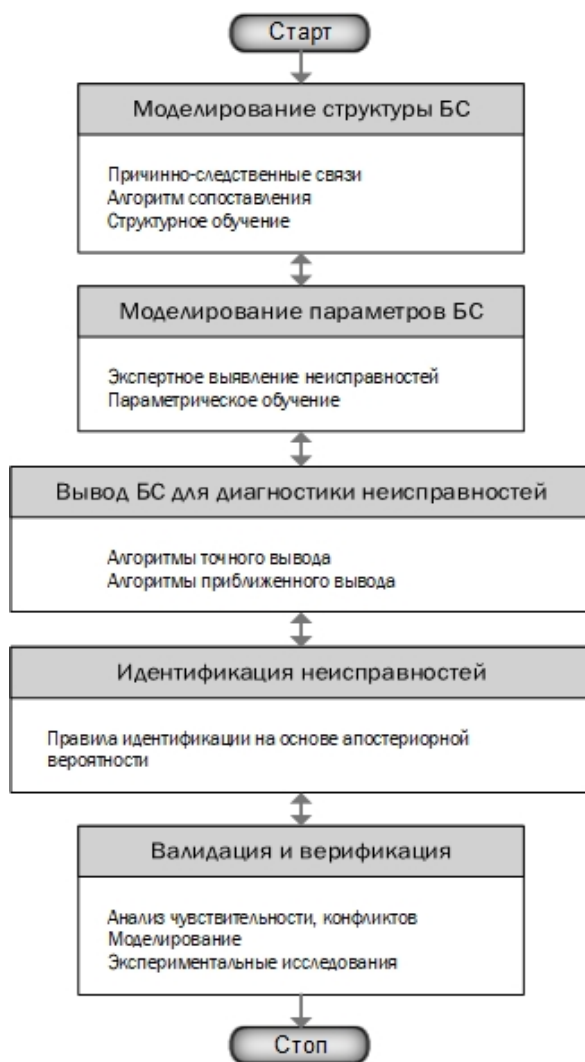 Старт
Моделирование структуры БС
Причинно-следственные связи
Алгоритм сопоставления
Структурное обучение
Моделирование параметров БС
Экспертное выявление неисправностей
Параметрическое обучение
Вывод БС для диагностики неисправностей
Алгоритмы точного вывода
Алгоритмы приближенного вывода
Идентификация неисправностей
Правила идентификации на основе апостериорной
вероятности
Валидация и верификация
Анализ чувствительности, конфликтов
Моделирование
Экспериментальные исследования
Стоп